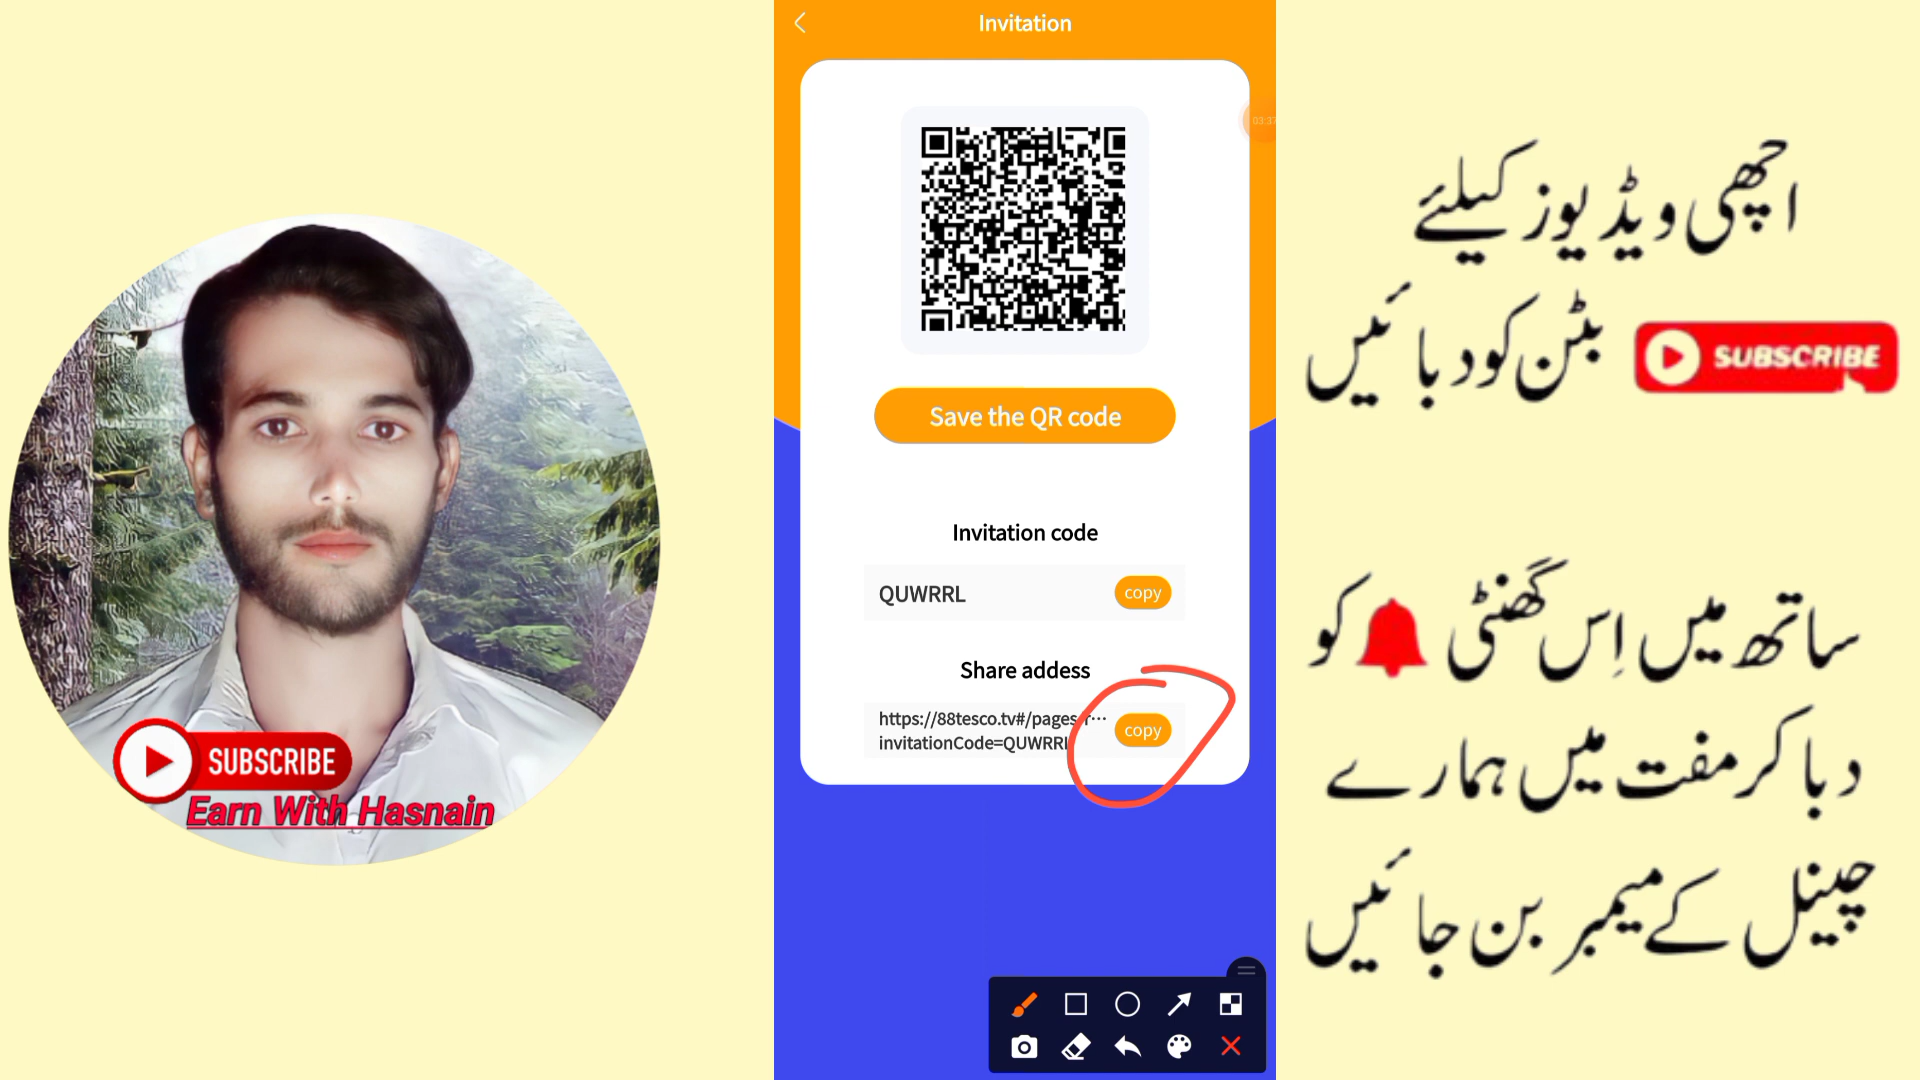 SUBSCRIBE
Earn With Hasnain
Invitation
03:37
Save the QR code
Invitation code
QUWRRL
copy
Share addess
https://88tesco.tv#/pages
invitationCode=QUWRRL
copy
اچھی ویڈیوز کیلئے
SUBSCRIBE بٹن کو دبائیں
ساتھ میں اِس گھنٹی کو
دبا کر مفت میں ہمارے
چینل کے میمبر بن جائیں